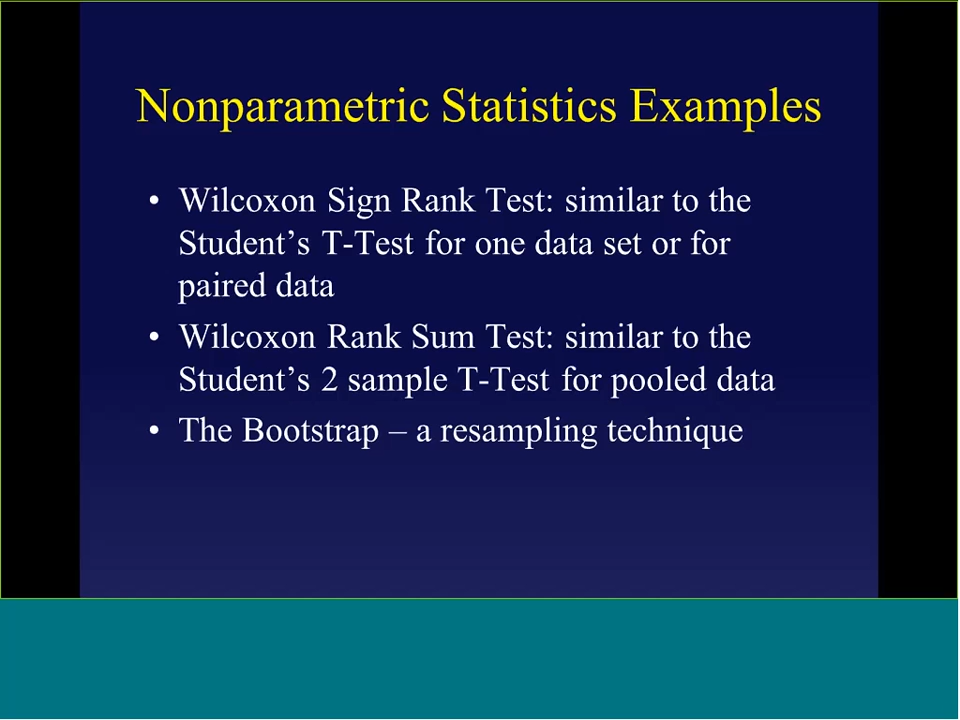 Nonparametric Statistics Examples
• Wilcoxon Sign Rank Test: similar to the
Student’s T-Test for one data set or for
paired data
• Wilcoxon Rank Sum Test: similar to the
Student’s 2 sample T-Test for pooled data
• The Bootstrap – a resampling technique